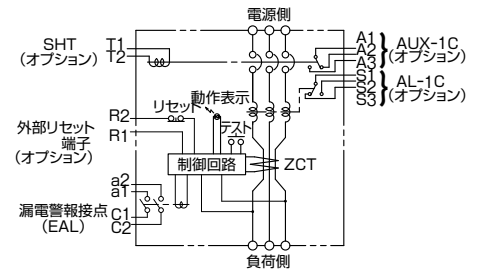 電源側
SHT
(オプション)
T1
T2
A1
A2
A3
AUX-1C
(オプション)
S1
S2
S3
AL-1C
(オプション)
動作表示
リセット
テスト
R2
R1
外部リセット
端子
(オプション)
制御回路
ZCT
a2
a1
漏電警報接点
(EAL)
C1
C2
負荷側